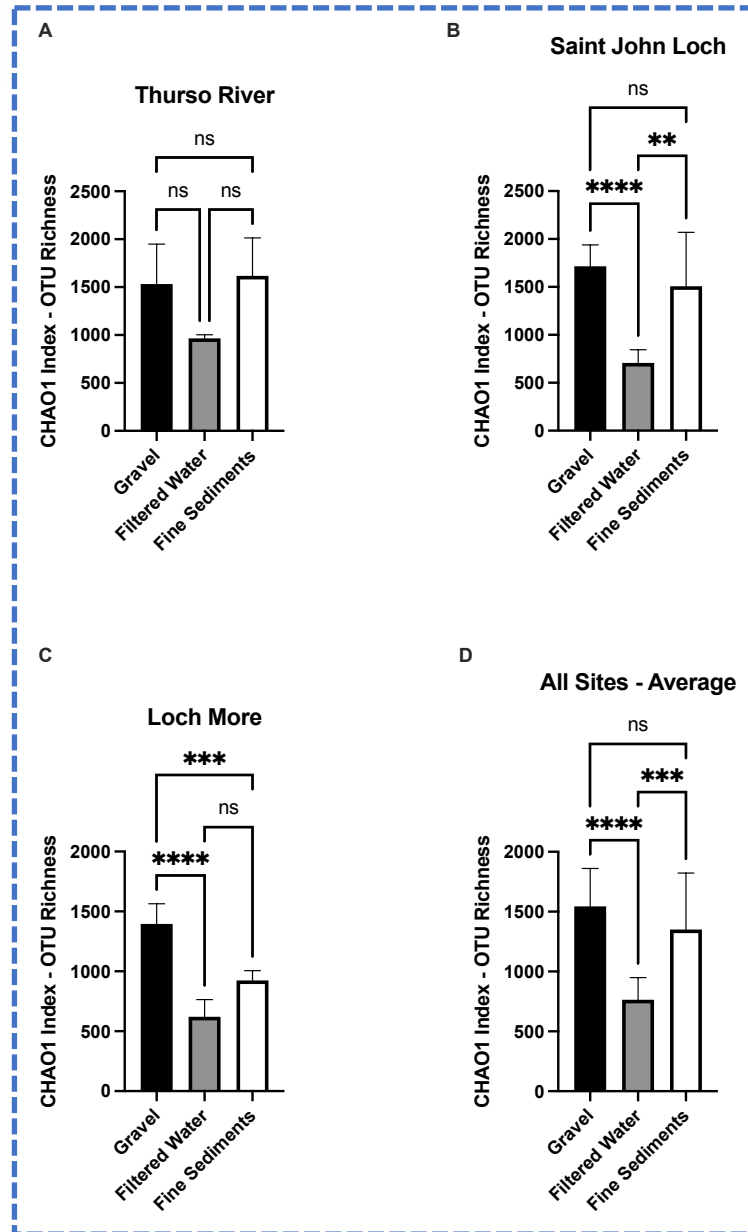 A
Thurso River
ns
ns
ns
CHAO1 Index - OTU Richness
2500
2000
1500
1000
500
0
Gravel
Filtered Water
Fine Sediments
B
Saint John Loch
ns
**
****
CHAO1 Index - OTU Richness
2500
2000
1500
1000
500
0
Gravel
Filtered Water
Fine Sediments
C
Loch More
***
ns
****
CHAO1 Index - OTU Richness
2000
1500
1000
500
0
Gravel
Filtered Water
Fine Sediments
D
All Sites - Average
ns
***
****
CHAO1 Index - OTU Richness
2000
1500
1000
500
0
Gravel
Filtered Water
Fine Sediments